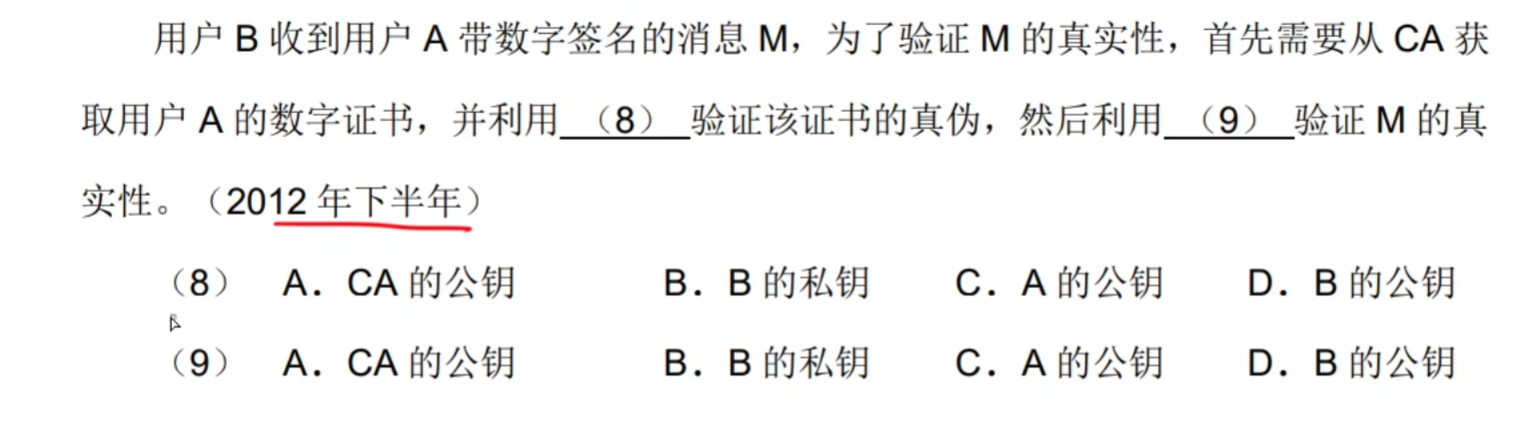 用户 B 收到用户 A 带数字签名的消息 M，为了验证 M 的真实性，首先需要从 CA 获
取用户 A 的数字证书，并利用 （8） 验证该证书的真伪，然后利用 （9） 验证 M 的真
实性。（2012 年下半年）
（8） A．CA 的公钥 B．B 的私钥 C．A 的公钥 D．B 的公钥
（9） A．CA 的公钥 B．B 的私钥 C．A 的公钥 D．B 的公钥